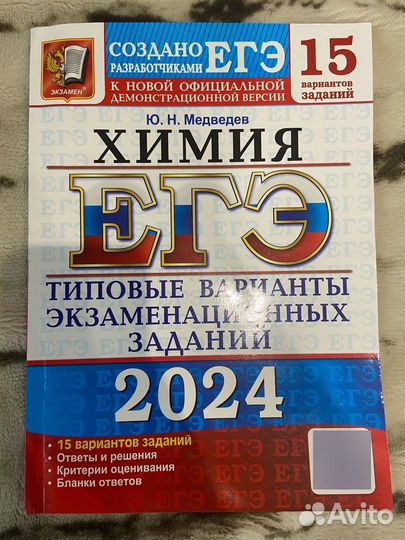 СОЗДАНО
РАЗРАБОТЧИКАМИ
ЕГЭ
15
вариантов
заданий
К НОВОЙ ОФИЦИАЛЬНОЙ
ДЕМОНСТРАЦИОННОЙ ВЕРСИИ
ЭКЗАМЕН®
Ю. Н. Медведев
ХИМИЯ
ЕГЭ
ТИПОВЫЕ ВАРИАНТЫ
ЭКЗАМЕНАЦИОННЫХ
ЗАДАНИЙ
2024
• 15 вариантов заданий
• Ответы и решения
• Критерии оценивания
• Бланки ответов
Avito